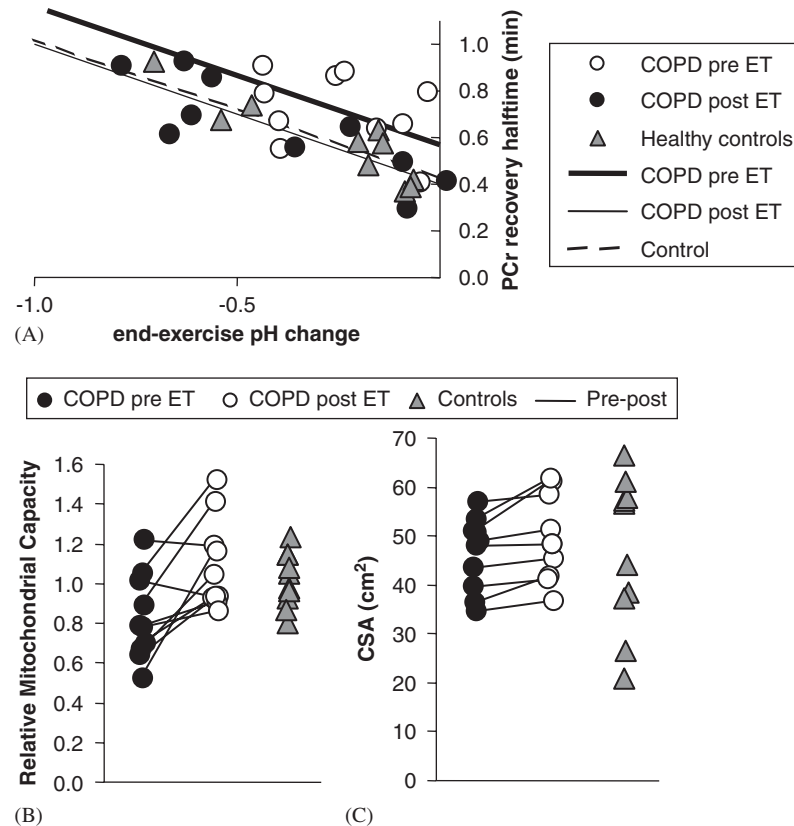 1.0
0.8
0.6
0.4
0.2
0.0
PCr recovery halftime (min)
-1.0
-0.5
end-exercise pH change
(A)
COPD pre ET
COPD post ET
Healthy controls
COPD pre ET
COPD post ET
Control
COPD pre ET COPD post ET Controls Pre-post
Relative Mitochondrial Capacity
1.6
1.4
1.2
1.0
0.8
0.6
0.4
0.2
0.0
(B)
CSA (cm²)
70
60
50
40
30
20
10
0
(C)